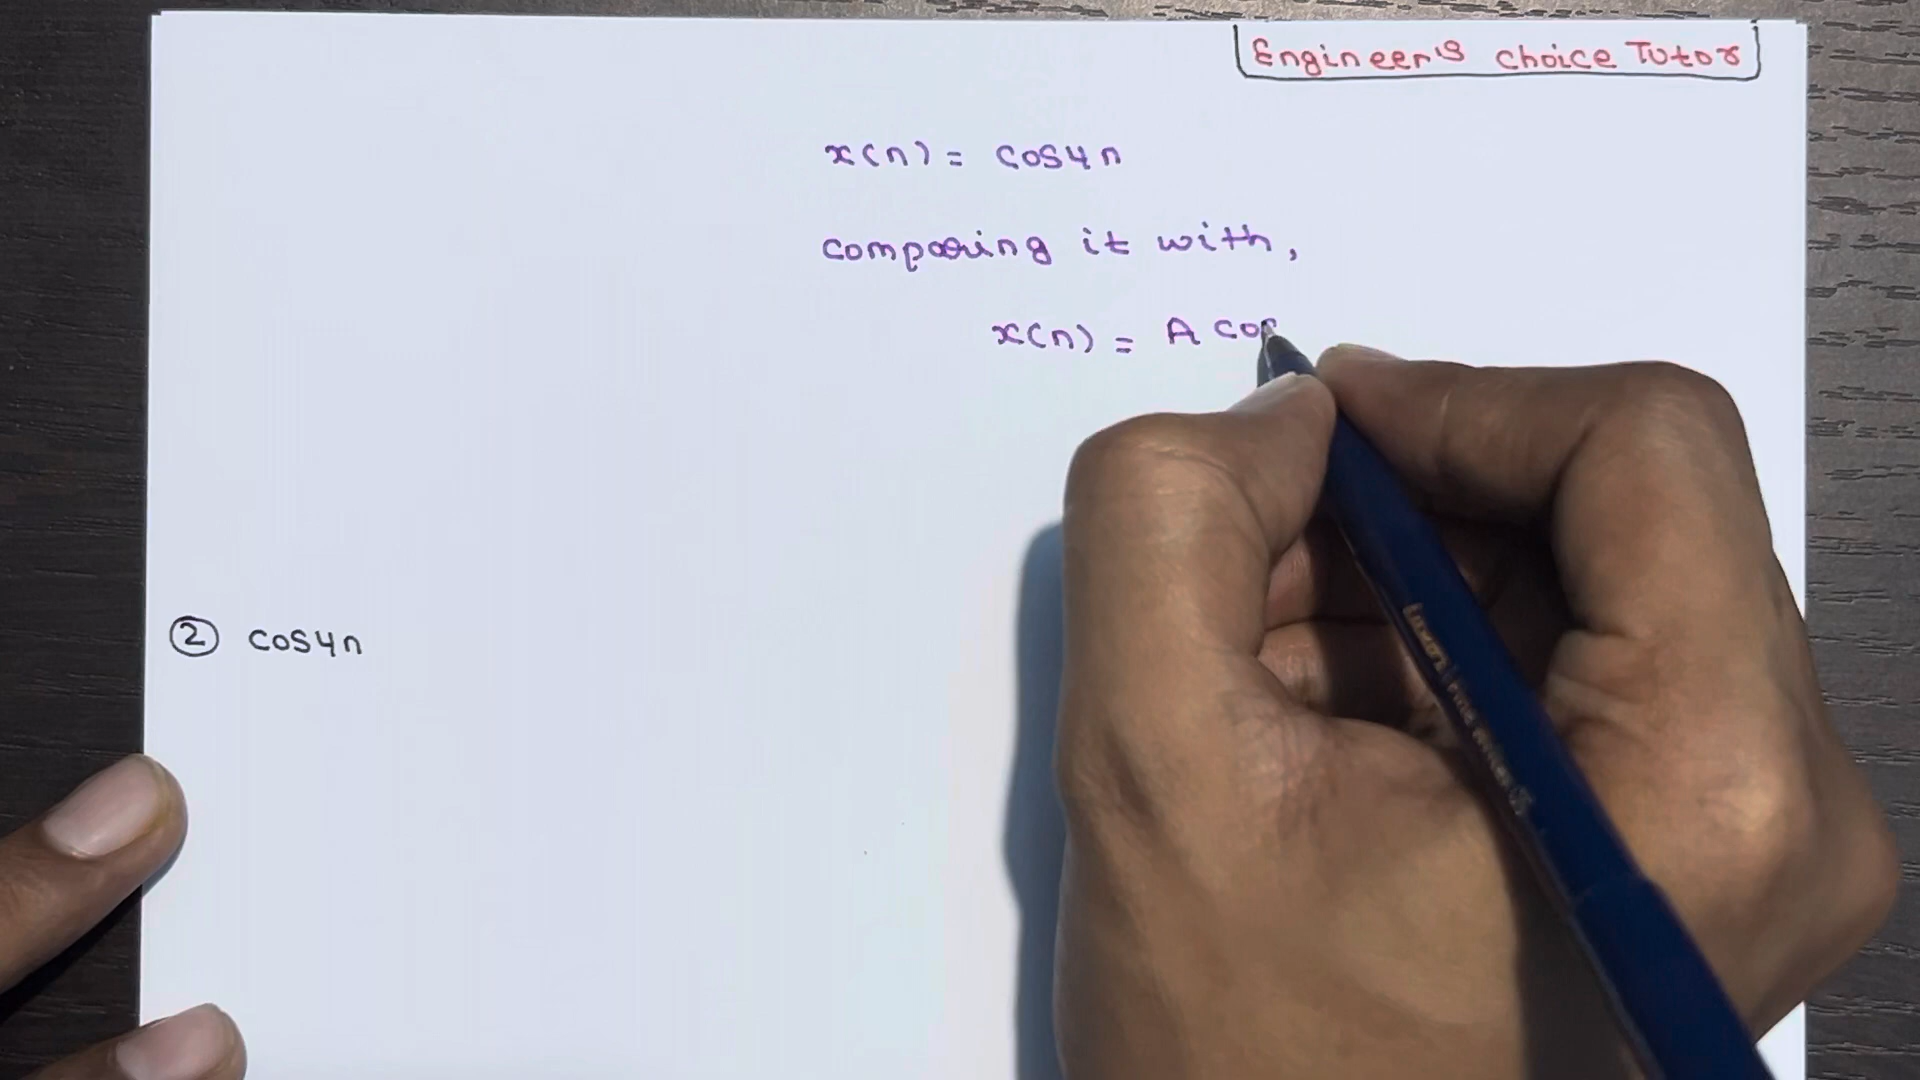 Engineer's choice Tutor
x(n) = cos4n
comparing it with,
x(n) = A cos
② cos4n